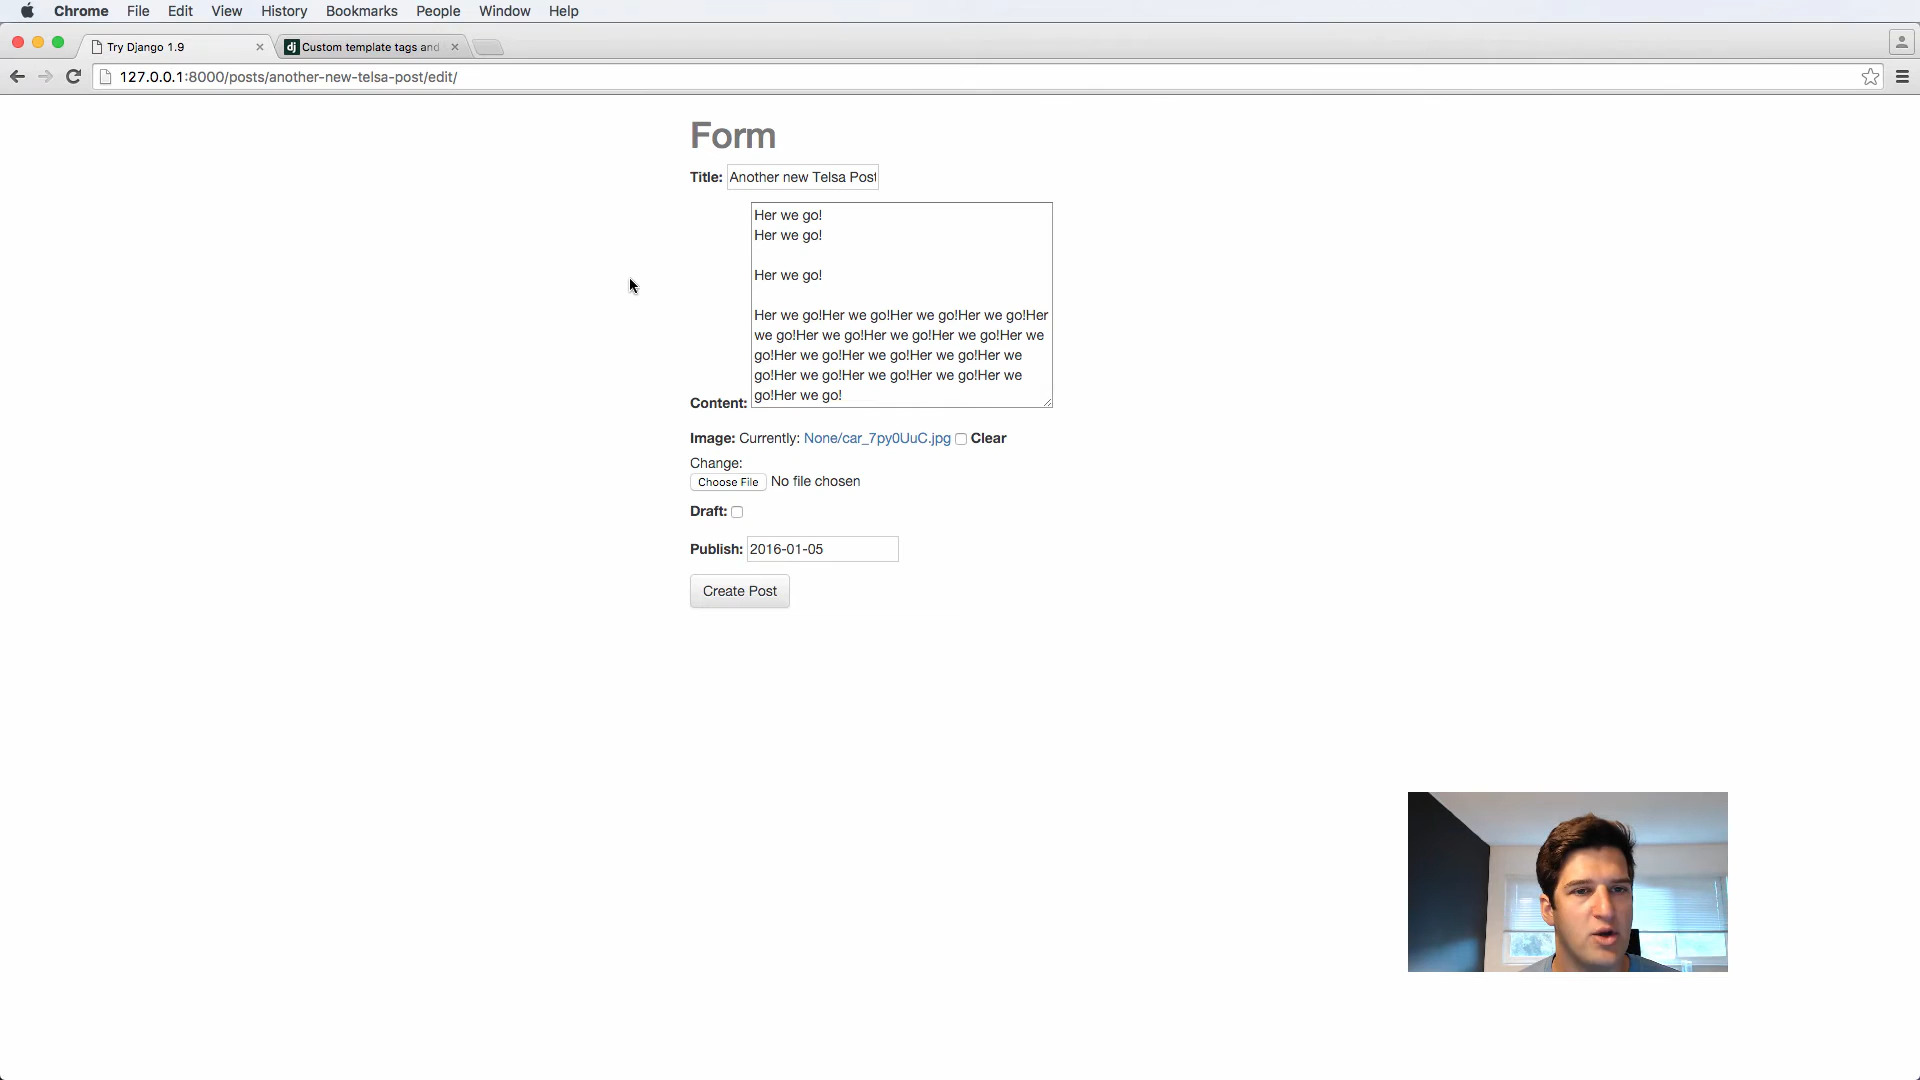 Chrome File Edit View History Bookmarks People Window Help
Try Django 1.9
dj Custom template tags and
127.0.0.1:8000/posts/another-new-telsa-post/edit/
Form
Title: Another new Telsa Post
Her we go!
Her we go!
Her we go!
Her we go!Her we go!Her we go!Her we go!Her
we go!Her we go!Her we go!Her we go!Her we
go!Her we go!Her we go!Her we go!Her we
go!Her we go!Her we go!Her we go!Her we
go!Her we go!
Content:
Image: Currently: None/car_7py0UuC.jpg Clear
Change:
Choose File No file chosen
Draft:
Publish: 2016-01-05
Create Post